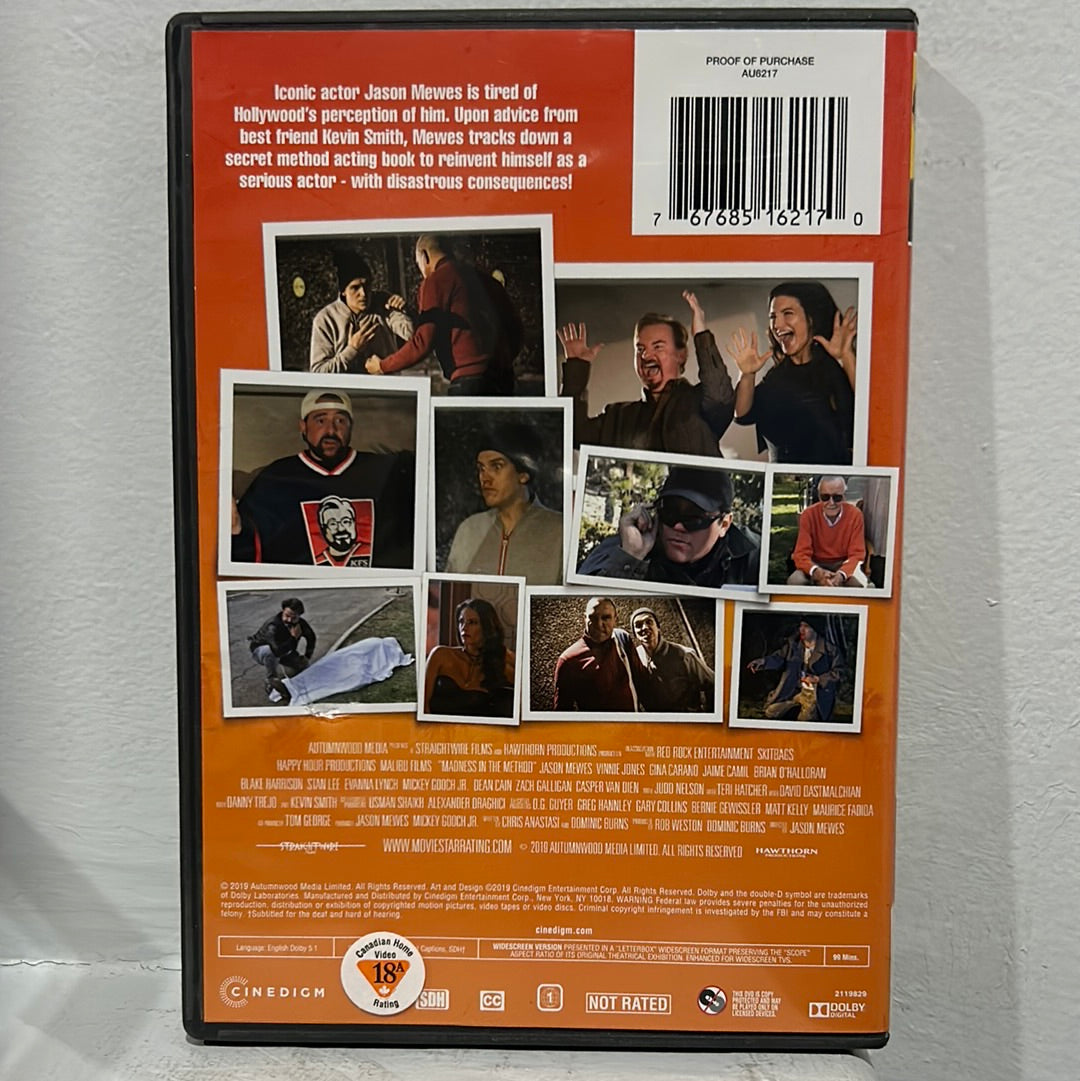 Iconic actor Jason Mewes is tired of
Hollywood's perception of him. Upon advice from
best friend Kevin Smith, Mewes tracks down a
secret method acting book to reinvent himself as a
serious actor - with disastrous consequences!
PROOF OF PURCHASE
AU6217
7 67685 16217 0
KFS
AUTUMNWOOD MEDIA STRAIGHTWIRE FILMS AND HAWTHORN PRODUCTIONS RED ROCK ENTERTAINMENT SKITBAGS
HAPPY HOUR PRODUCTIONS MALIBU FILMS "MADNESS IN THE METHOD" JASON MEWES VINNIE JONES GINA CARANO JAIME CAMIL BRIAN O'HALLORAN
BLAKE HARRISON STAN LEE EVANNA LYNCH MICKEY GOOCH JR. DEAN CAIN ZACH GALLIGAN CASPER VAN DIEN JUDD NELSON TERI HATCHER DAVID DASTMALCHIAN
DANNY TREJO KEVIN SMITH USMAN SHAIKH ALEXANDER DRAGHICI D.G. GUYER GREG HANNLEY GARY COLLINS BERNIE GEWISSLER MATT KELLY MAURICE FADIDA
TOM GEORGE JASON MEWES MICKEY GOOCH JR. CHRIS ANASTASI AND DOMINIC BURNS ROB WESTON DOMINIC BURNS JASON MEWES
STRAIGHTWIRE WWW.MOVIESTARRATING.COM © 2019 AUTUMNWOOD MEDIA LIMITED. ALL RIGHTS RESERVED HAWTHORN
PRODUCTIONS
© 2019 Autumnwood Media Limited. All Rights Reserved. Art and Design ©2019 Cinedigm Entertainment Corp. All Rights Reserved. Dolby and the double-D symbol are trademarks
of Dolby Laboratories. Manufactured and Distributed by Cinedigm Entertainment Corp., New York, NY 10018. WARNING Federal law provides severe penalties for the unauthorized
reproduction, distribution or exhibition of copyrighted motion pictures, video tapes or video discs. Criminal copyright infringement is investigated by the FBI and may constitute a
felony. †Subtitled for the deaf and hard of hearing.
cinedigm.com
Language: English Dolby 5.1
Captions, SDH†
WIDESCREEN VERSION PRESENTED IN A "LETTERBOX" WIDESCREEN FORMAT PRESERVING THE "SCOPE"
ASPECT RATIO OF ITS ORIGINAL THEATRICAL EXHIBITION. ENHANCED FOR WIDESCREEN TVS.
99 Mins.
Canadian Home
Video
18A
Rating
CINEDIGM
SDH
CC
1
NOT RATED
THIS DVD IS COPY
PROTECTED AND MAY
BE PLAYED ONLY ON
LICENSED DEVICES.
2119829
DOLBY
DIGITAL